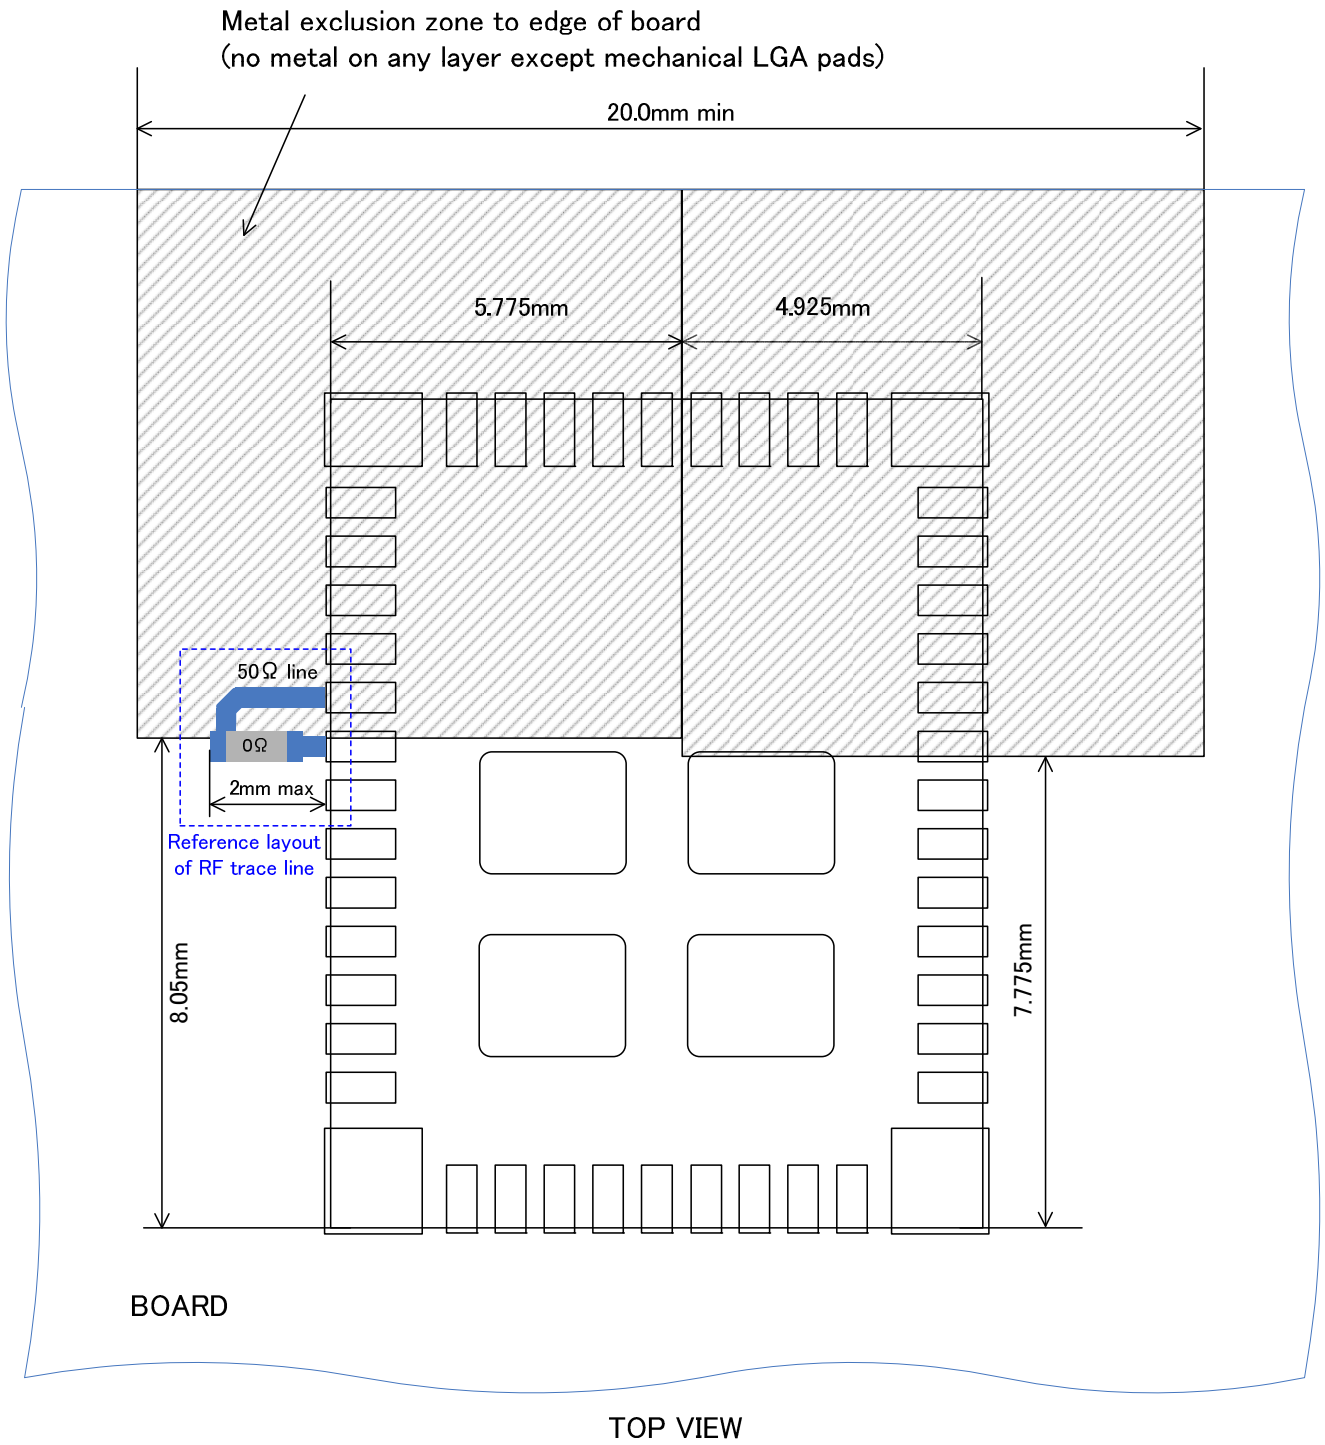 Metal exclusion zone to edge of board
(no metal on any layer except mechanical LGA pads)
20.0mm min
5.775mm
4.925mm
50Ω line
0Ω
2mm max
Reference layout
of RF trace line
8.05mm
7.775mm
BOARD
TOP VIEW